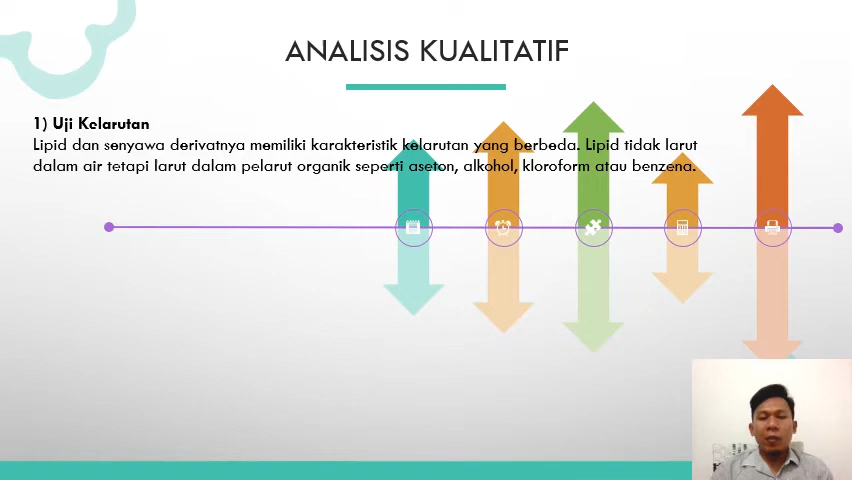 ANALISIS KUALITATIF
1) Uji Kelarutan
Lipid dan senyawa derivatnya memiliki karakteristik kelarutan yang berbeda. Lipid tidak larut
dalam air tetapi larut dalam pelarut organik seperti aseton, alkohol, kloroform atau benzena.